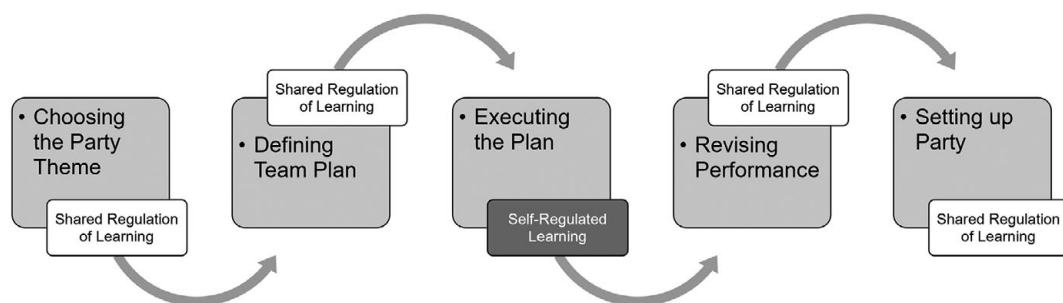 • Choosing
the Party
Theme
Shared Regulation
of Learning
Shared Regulation
of Learning
• Defining
Team Plan
• Executing
the Plan
Self-Regulated
Learning
Shared Regulation
of Learning
• Revising
Performance
• Setting up
Party
Shared Regulation
of Learning